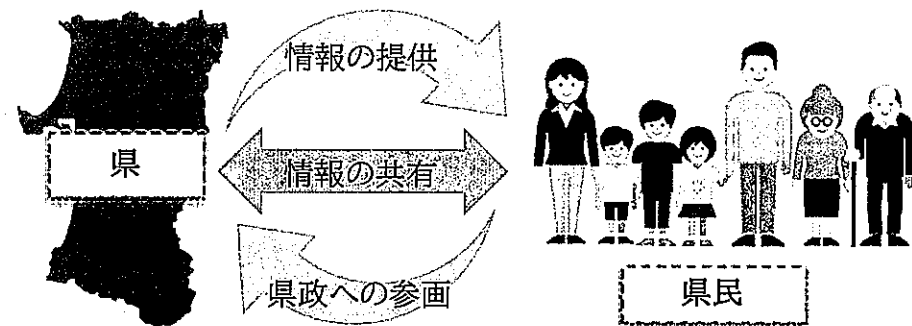 情報の提供
県
情報の共有
県政への参画
県民